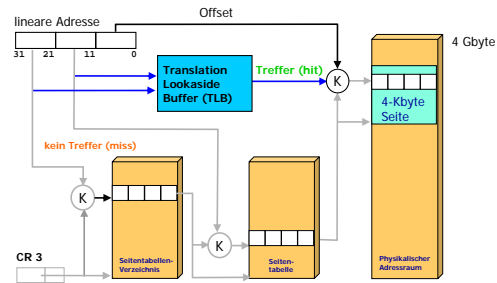 lineare Adresse
Offset
4 Gbyte
31 21 11 0
Translation
Lookaside
Buffer (TLB)
Treffer (hit)
K
4-Kbyte
Seite
kein Treffer (miss)
K
K
CR 3
Seitentabellen-
Verzeichnis
Seiten-
tabelle
Physikalischer
Adressraum